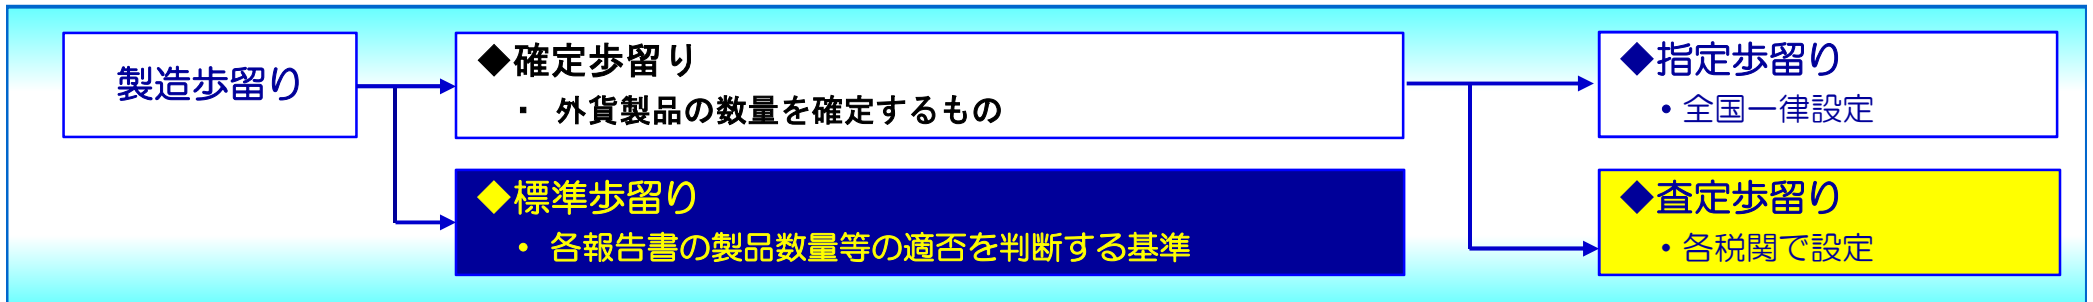 製造歩留り
◆確定歩留り
・ 外貨製品の数量を確定するもの
◆標準歩留り
・ 各報告書の製品数量等の適否を判断する基準
◆指定歩留り
・全国一律設定
◆査定歩留り
・各税関で設定